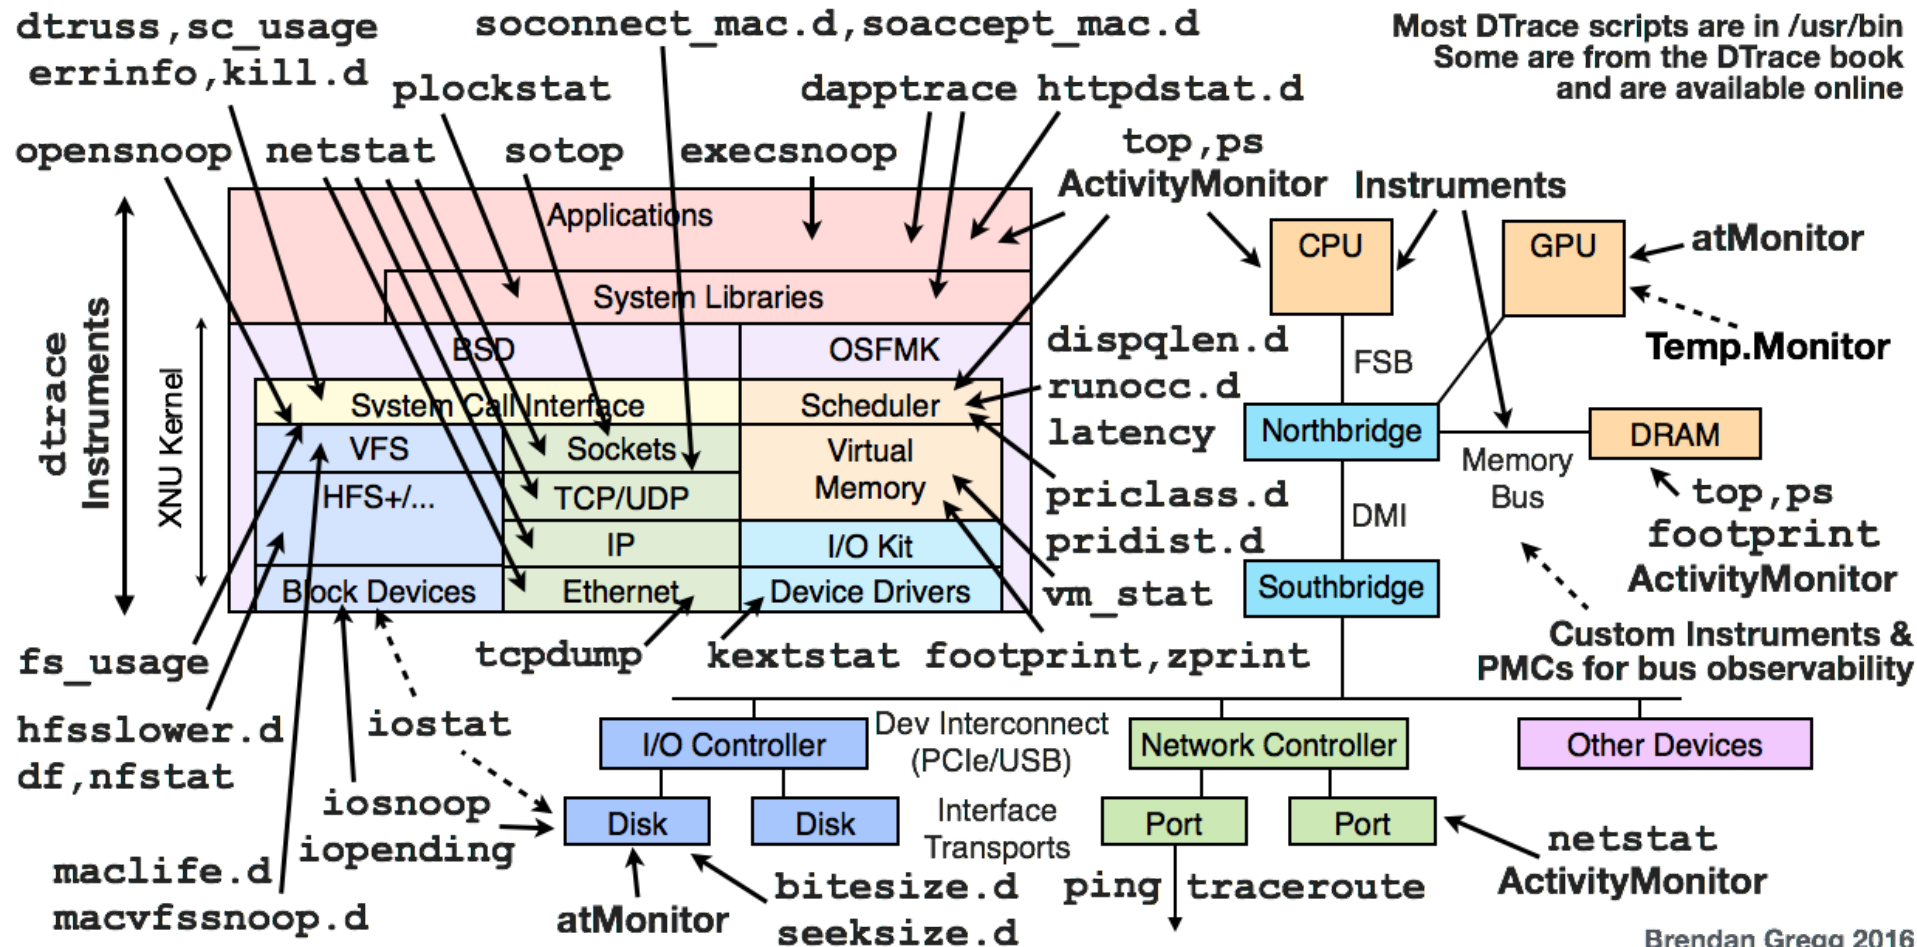 dtruss,sc_usage
errinfo,kill.d
soconnect_mac.d,soaccept_mac.d
Most DTrace scripts are in /usr/bin
Some are from the DTrace book
and are available online
plockstat
dapptrace
httpdstat.d
opensnoop
netstat
sotop
execsnoop
top,ps
ActivityMonitor
Instruments
dtrace
Instruments
XNU Kernel
Applications
System Libraries
BSD
OSFMK
System Call Interface
Scheduler
VFS
Sockets
Virtual
Memory
HFS+/...
TCP/UDP
IP
I/O Kit
Block Devices
Ethernet
Device Drivers
CPU
GPU
atMonitor
Temp.Monitor
FSB
dispqlen.d
runocc.d
latency
Northbridge
Memory
Bus
DRAM
priclass.d
pridist.d
DMI
top,ps
footprint
ActivityMonitor
vm_stat
Southbridge
Custom Instruments &
PMCs for bus observability
fs_usage
tcpdump
kextstat
footprint,zprint
hfsslower.d
df,nfstat
iostat
I/O Controller
Dev Interconnect
(PCIe/USB)
Network Controller
Other Devices
iosnoop
iopending
Disk
Disk
Interface
Transports
Port
Port
netstat
ActivityMonitor
maclife.d
macvfssnoop.d
atMonitor
bitesize.d
seeksize.d
ping
traceroute
Brendan Gregg 2016